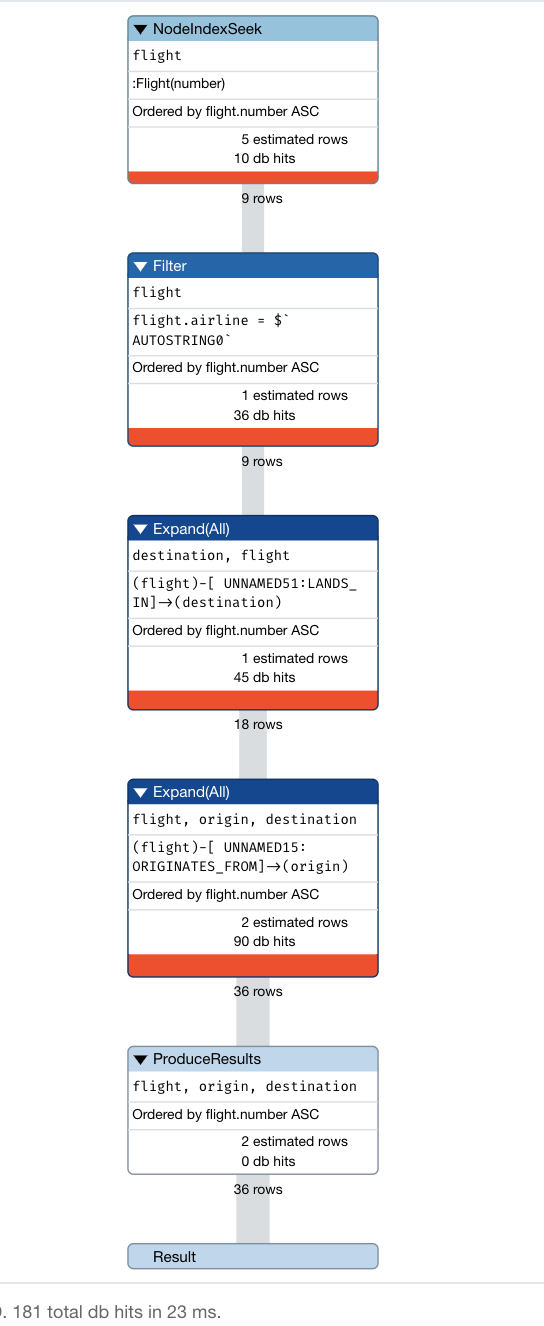 NodeIndexSeek
flight
:Flight(number)
Ordered by flight.number ASC
5 estimated rows
10 db hits
9 rows
Filter
flight
flight.airline = $`
AUTOSTRING0`
Ordered by flight.number ASC
1 estimated rows
36 db hits
9 rows
Expand(All)
destination, flight
(flight)-[ UNNAMED51:LANDS_
IN]→(destination)
Ordered by flight.number ASC
1 estimated rows
45 db hits
18 rows
Expand(All)
flight, origin, destination
(flight)-[ UNNAMED15:
ORIGINATES_FROM]→(origin)
Ordered by flight.number ASC
2 estimated rows
90 db hits
36 rows
ProduceResults
flight, origin, destination
Ordered by flight.number ASC
2 estimated rows
0 db hits
36 rows
Result
. 181 total db hits in 23 ms.